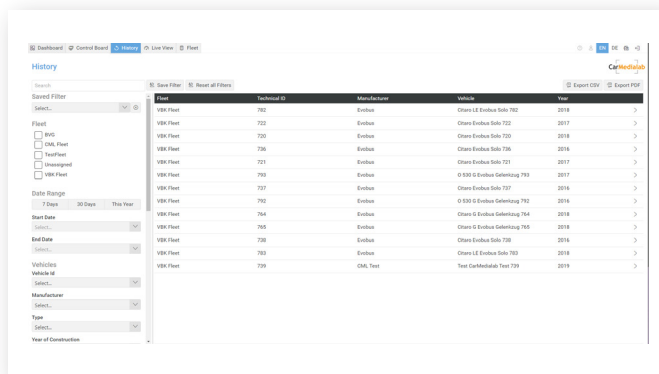 Dashboard Control Board History Live View Fleet EN DE
History
CarMedialab
Search Save Filter Reset all Filters Export CSV Export PDF
Saved Filter
Select...
Fleet
BVG
CML Fleet
TestFleet
Unassigned
VBK Fleet
Date Range
7 Days 30 Days This Year
Start Date
Select...
End Date
Select...
Vehicles
Vehicle Id
Select...
Manufacturer
Select...
Type
Select...
Year of Construction
Fleet Technical ID Manufacturer Vehicle Year
VBK Fleet 782 Evobus Citaro LE Evobus Solo 782 2018
VBK Fleet 722 Evobus Citaro Evobus Solo 722 2017
VBK Fleet 720 Evobus Citaro Evobus Solo 720 2018
VBK Fleet 736 Evobus Citaro Evobus Solo 736 2016
VBK Fleet 721 Evobus Citaro Evobus Solo 721 2017
VBK Fleet 793 Evobus O 530 G Evobus Gelenkzug 793 2017
VBK Fleet 737 Evobus Citaro Evobus Solo 737 2016
VBK Fleet 792 Evobus O 530 G Evobus Gelenkzug 792 2016
VBK Fleet 764 Evobus Citaro G Evobus Gelenkzug 764 2018
VBK Fleet 765 Evobus Citaro G Evobus Gelenkzug 765 2018
VBK Fleet 738 Evobus Citaro Evobus Solo 738 2016
VBK Fleet 783 Evobus Citaro LE Evobus Solo 783 2018
VBK Fleet 739 CML Test Test CarMedialab Test 739 2019